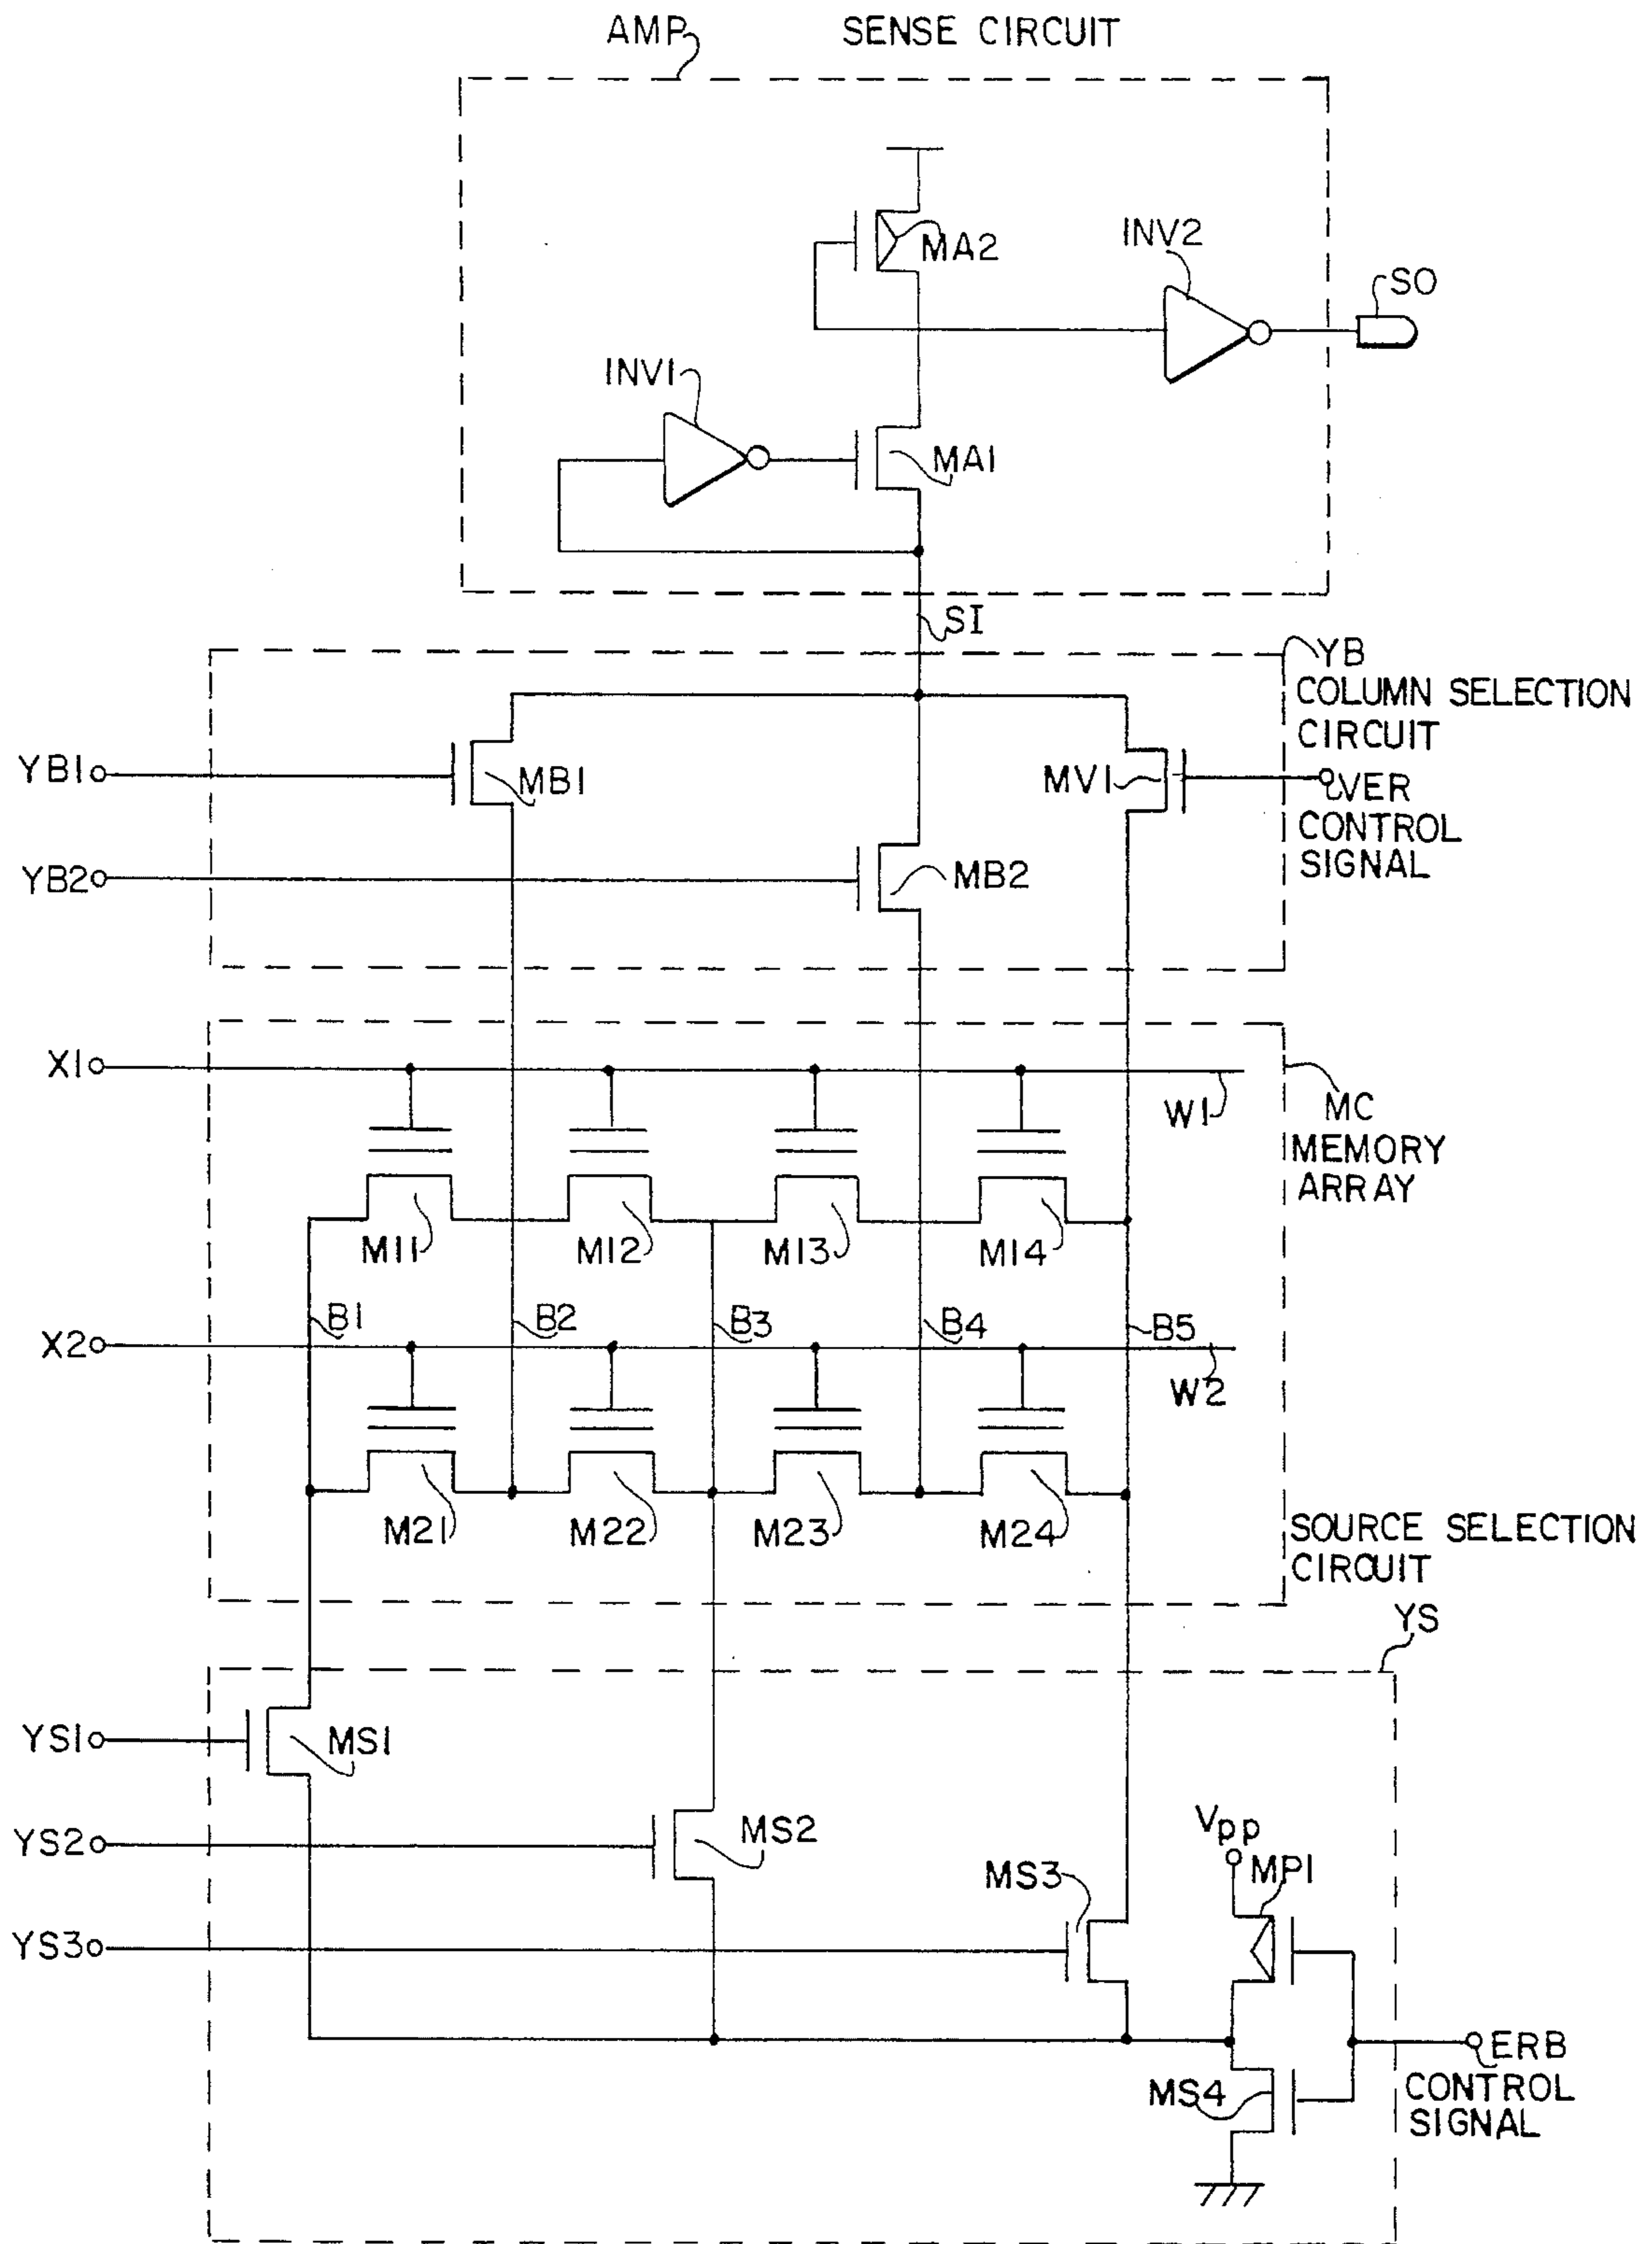 AMP
SENSE CIRCUIT
MA2
INV2
SO
INV1
MA1
SI
YB
COLUMN SELECTION
CIRCUIT
YB1
MB1
MV1
VER
CONTROL
SIGNAL
YB2
MB2
X1
W1
MC
MEMORY
ARRAY
M11
M12
M13
M14
B1
B2
B3
B4
B5
X2
W2
M21
M22
M23
M24
SOURCE SELECTION
CIRCUIT
YS
YS1
MS1
Vpp
YS2
MS2
MP1
MS3
YS3
ERB
CONTROL
SIGNAL
MS4